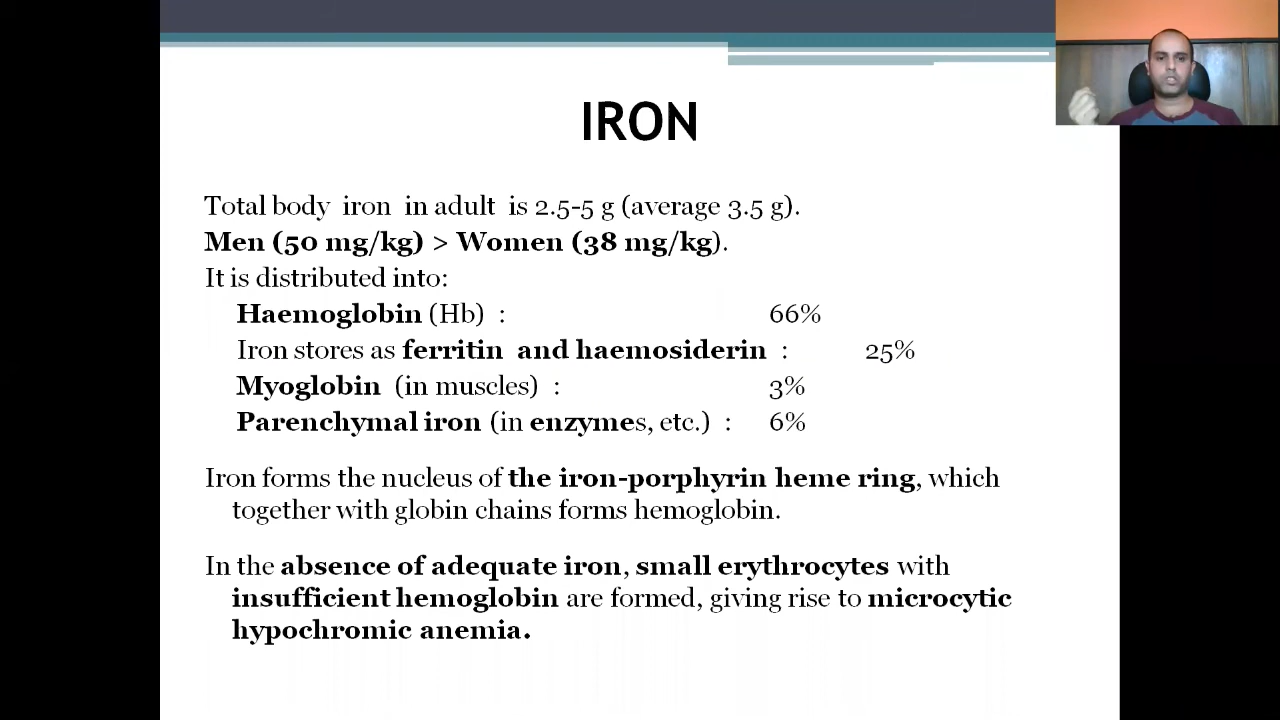 IRON
Total body iron in adult is 2.5-5 g (average 3.5 g).
Men (50 mg/kg) > Women (38 mg/kg).
It is distributed into:
Haemoglobin (Hb) : 66%
Iron stores as ferritin and haemosiderin : 25%
Myoglobin (in muscles) : 3%
Parenchymal iron (in enzymes, etc.) : 6%
Iron forms the nucleus of the iron-porphyrin heme ring, which
together with globin chains forms hemoglobin.
In the absence of adequate iron, small erythrocytes with
insufficient hemoglobin are formed, giving rise to microcytic
hypochromic anemia.